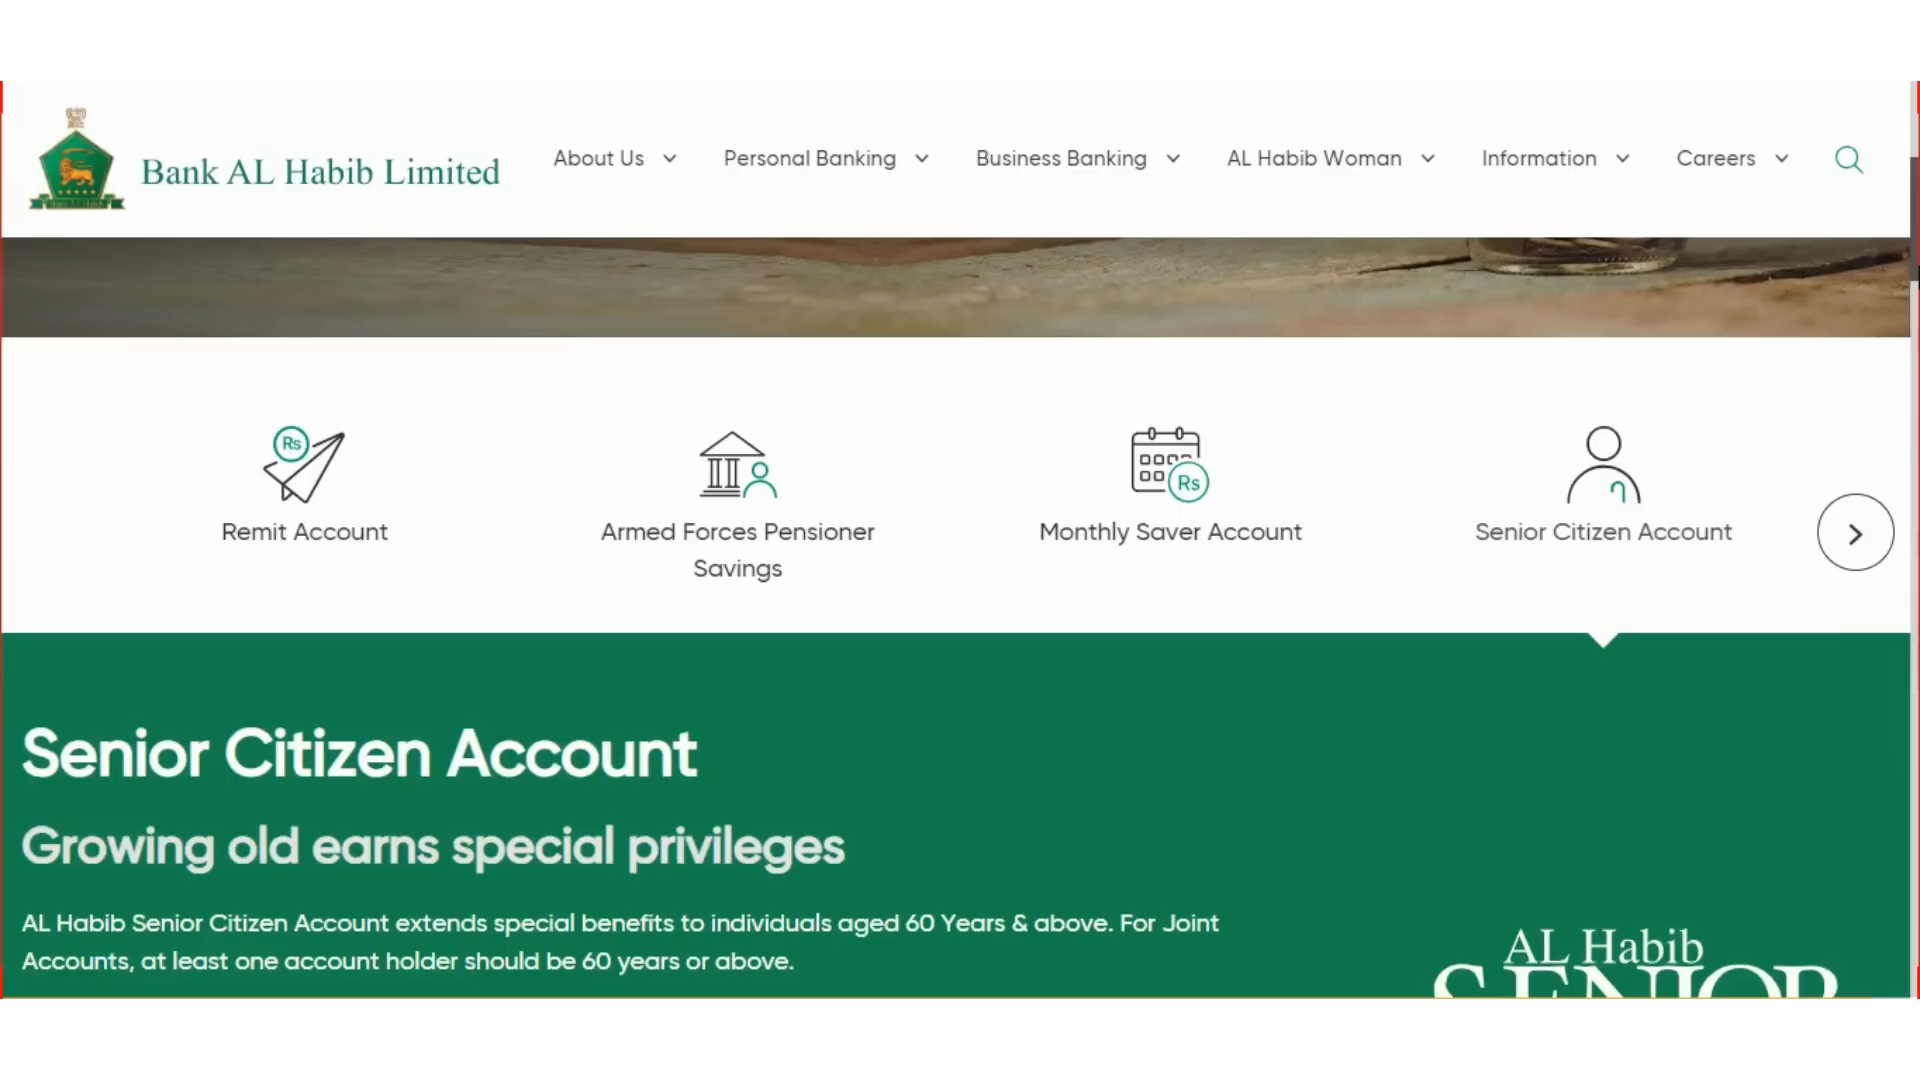 Bank AL Habib Limited
About Us
Personal Banking
Business Banking
AL Habib Woman
Information
Careers
Rs
Rs
Remit Account
Armed Forces Pensioner
Savings
Monthly Saver Account
Senior Citizen Account
Senior Citizen Account
Growing old earns special privileges
AL Habib Senior Citizen Account extends special benefits to individuals aged 60 Years & above. For Joint
Accounts, at least one account holder should be 60 years or above.
AL Habib
SENIOR